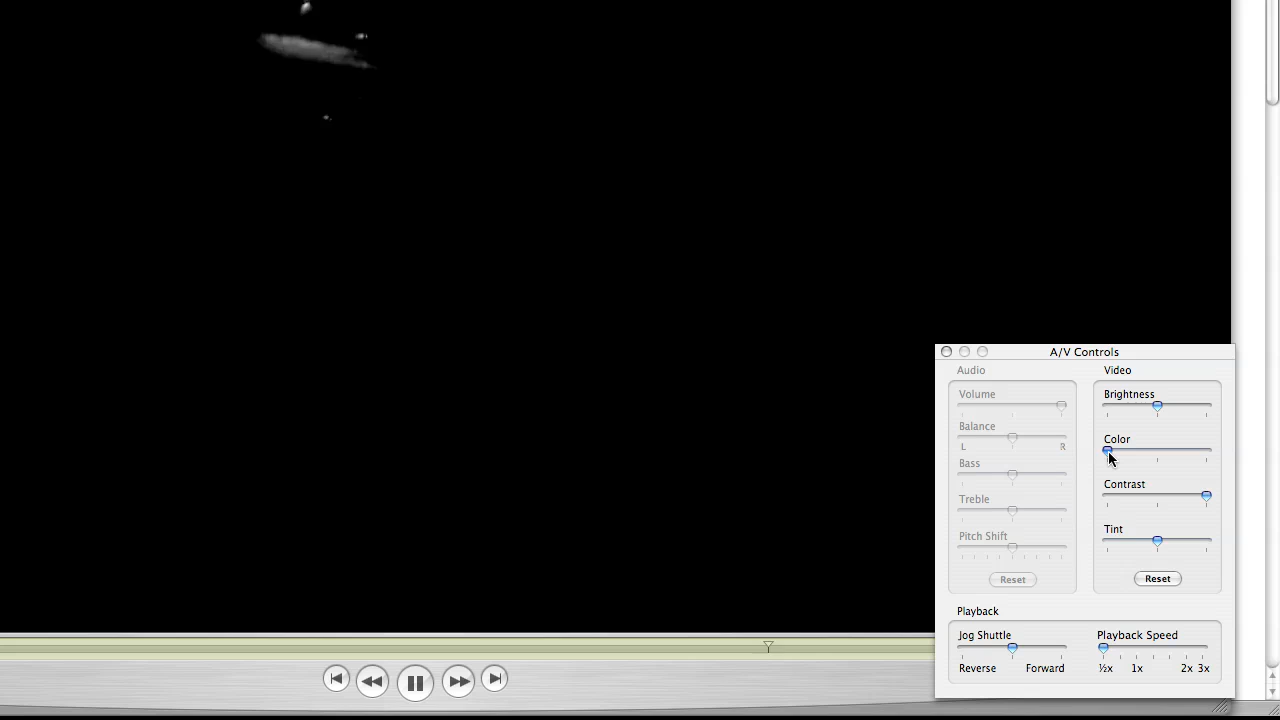 A/V Controls
Audio
Video
Volume
Brightness
Balance
L R
Color
Bass
Contrast
Treble
Tint
Pitch Shift
Reset
Reset
Playback
Jog Shuttle
Playback Speed
Reverse Forward
½x 1x 2x 3x